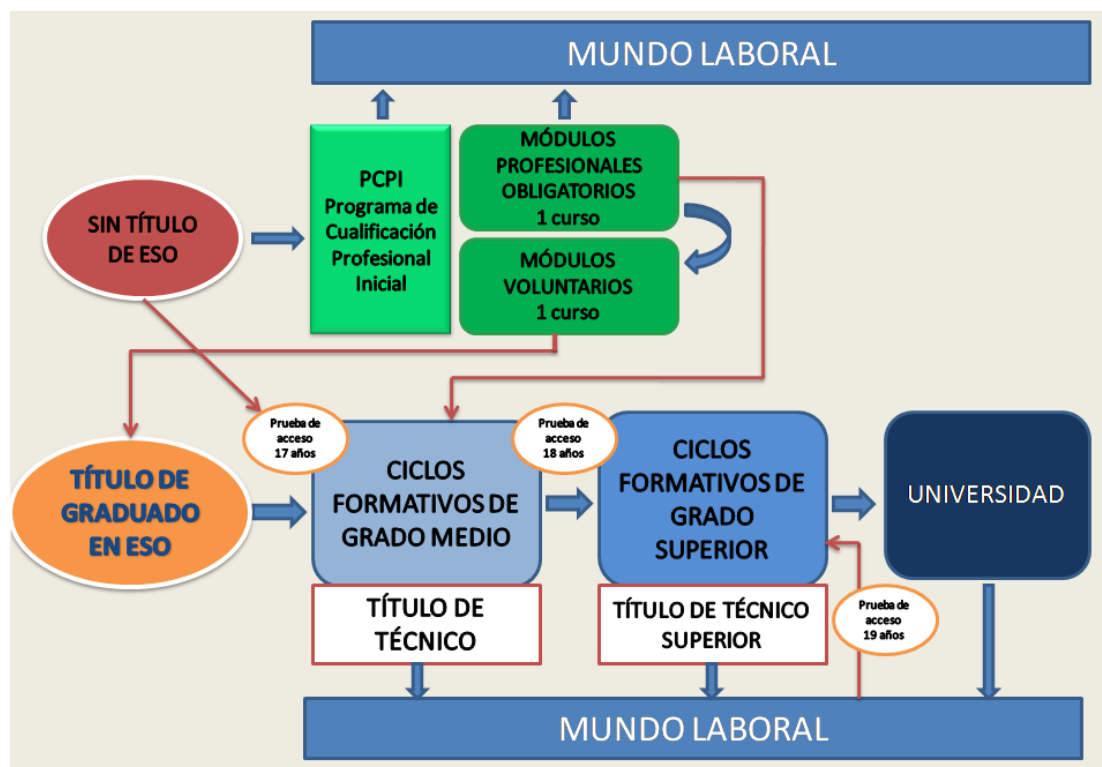 MUNDO LABORAL
PCPI
Programa de
Cualificación
Profesional
Inicial
MÓDULOS
PROFESIONALES
OBLIGATORIOS
1 curso
SIN TÍTULO
DE ESO
MÓDULOS
VOLUNTARIOS
1 curso
Prueba de
acceso
17 años
Prueba de
acceso
18 años
TÍTULO DE
GRADUADO
EN ESO
CICLOS
FORMATIVOS DE
GRADO MEDIO
CICLOS
FORMATIVOS DE
GRADO
SUPERIOR
UNIVERSIDAD
TÍTULO DE
TÉCNICO
TÍTULO DE TÉCNICO
SUPERIOR
Prueba de
acceso
19 años
MUNDO LABORAL